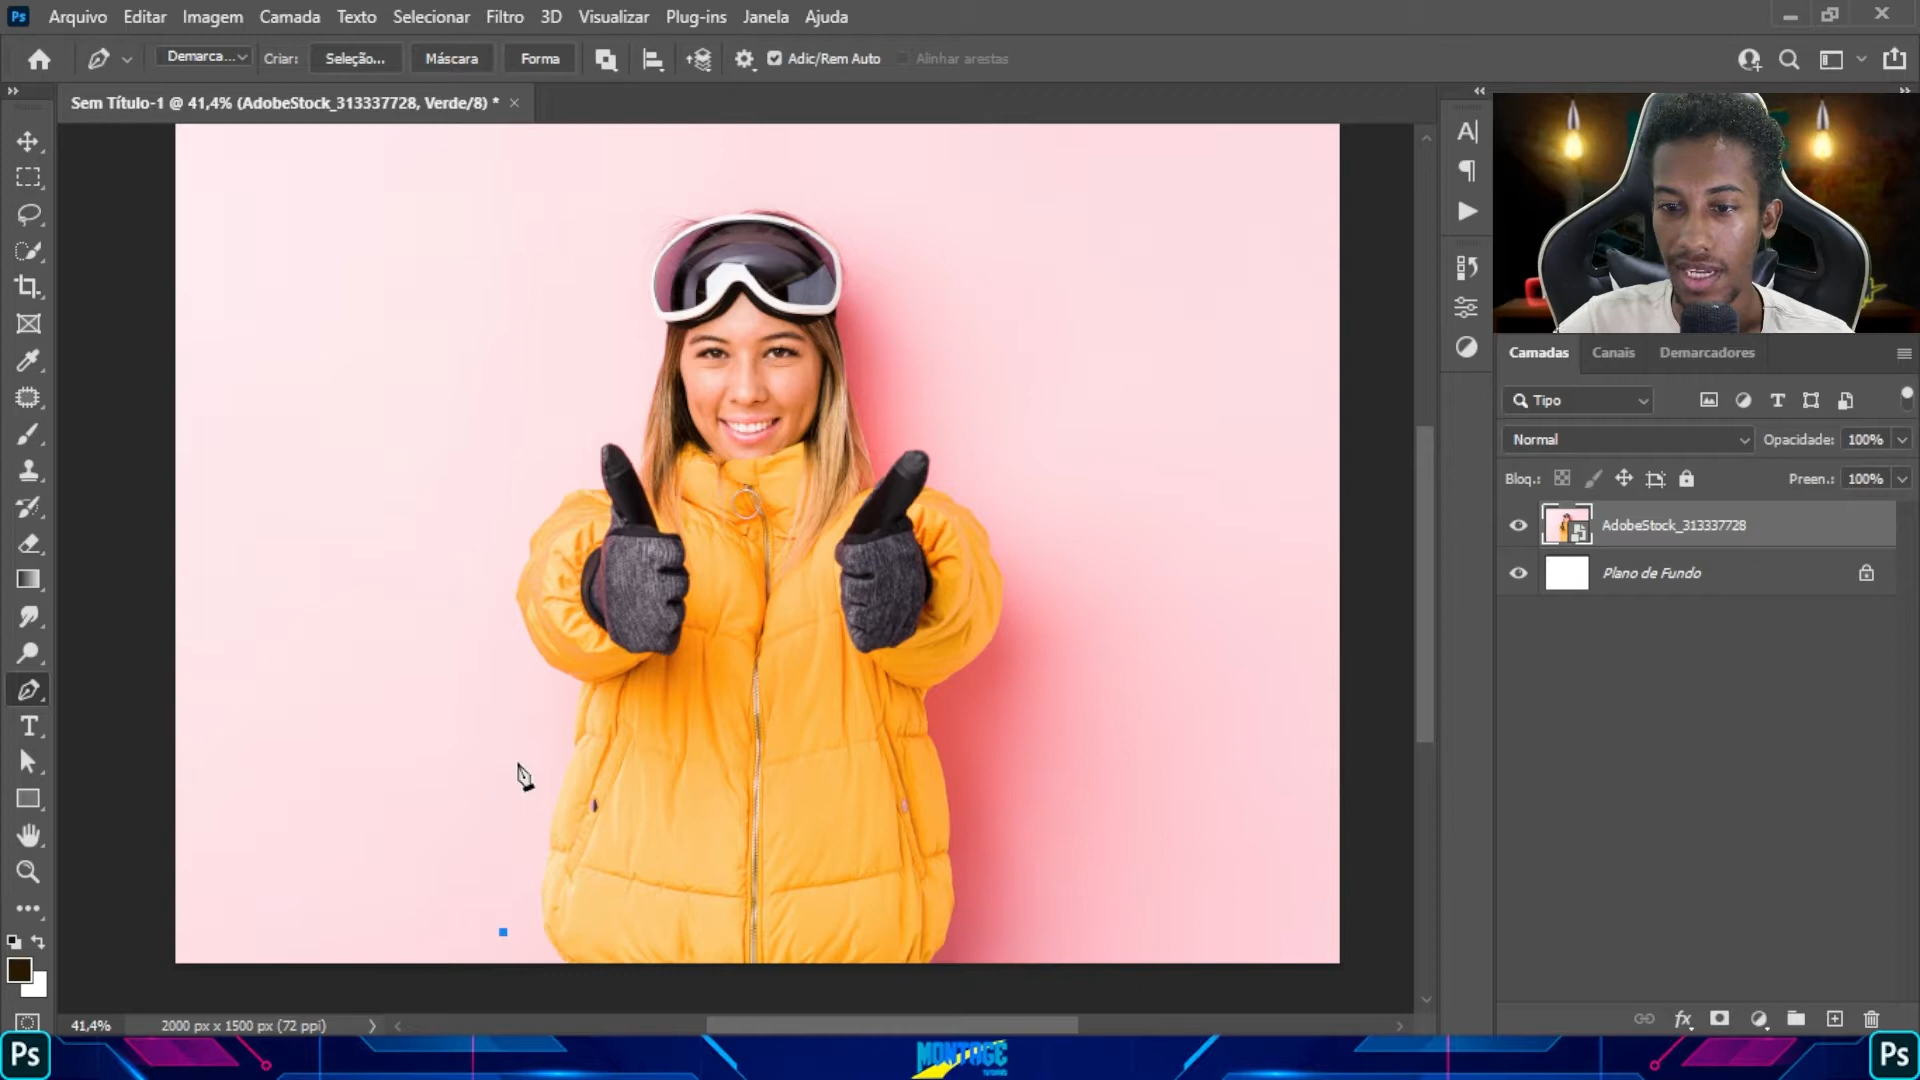 Ps Arquivo Editar Imagem Camada Texto Selecionar Filtro 3D Visualizar Plug-ins Janela Ajuda
Demarca... Criar: Seleção... Máscara Forma Adic/Rem Auto Alinhar arestas
Sem Título-1 @ 41,4% (AdobeStock_313337728, Verde/8) *
Camadas Canais Demarcadores
Tipo
Normal Opacidade: 100%
Bloq.: Preen.: 100%
AdobeStock_313337728
Plano de Fundo
41,4% 2000 px x 1500 px (72 ppi)
Ps MONTAGE Ps